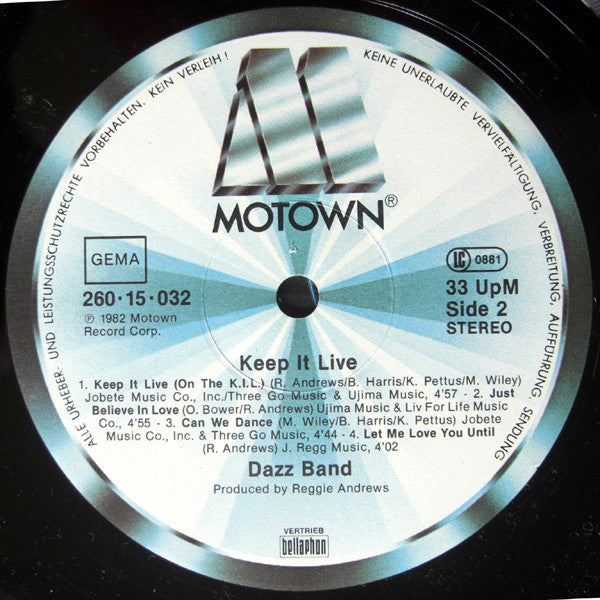 ALLE URHEBER- UND LEISTUNGSSCHUTZRECHTE VORBEHALTEN. KEIN VERLEIH! KEINE UNERLAUBTE VERVIELFÄLTIGUNG, VERBREITUNG, AUFFÜHRUNG, SENDUNG
MOTOWN®
GEMA
260·15·032
℗ 1982 Motown
Record Corp.
LC 0881
33 UpM
Side 2
STEREO
Keep It Live
1. Keep It Live (On The K.I.L.) (R. Andrews/B. Harris/K. Pettus/M. Wiley)
Jobete Music Co., Inc./Three Go Music & Ujima Music, 4'57 - 2. Just
Believe In Love (O. Bower/R. Andrews) Ujima Music & Liv For Life Music
Co., 4'55 - 3. Can We Dance (M. Wiley/B. Harris/K. Pettus) Jobete
Music Co., Inc. & Three Go Music, 4'44 - 4. Let Me Love You Until
(R. Andrews) J. Regg Music, 4'02
Dazz Band
Produced by Reggie Andrews
VERTRIEB
bellaphon